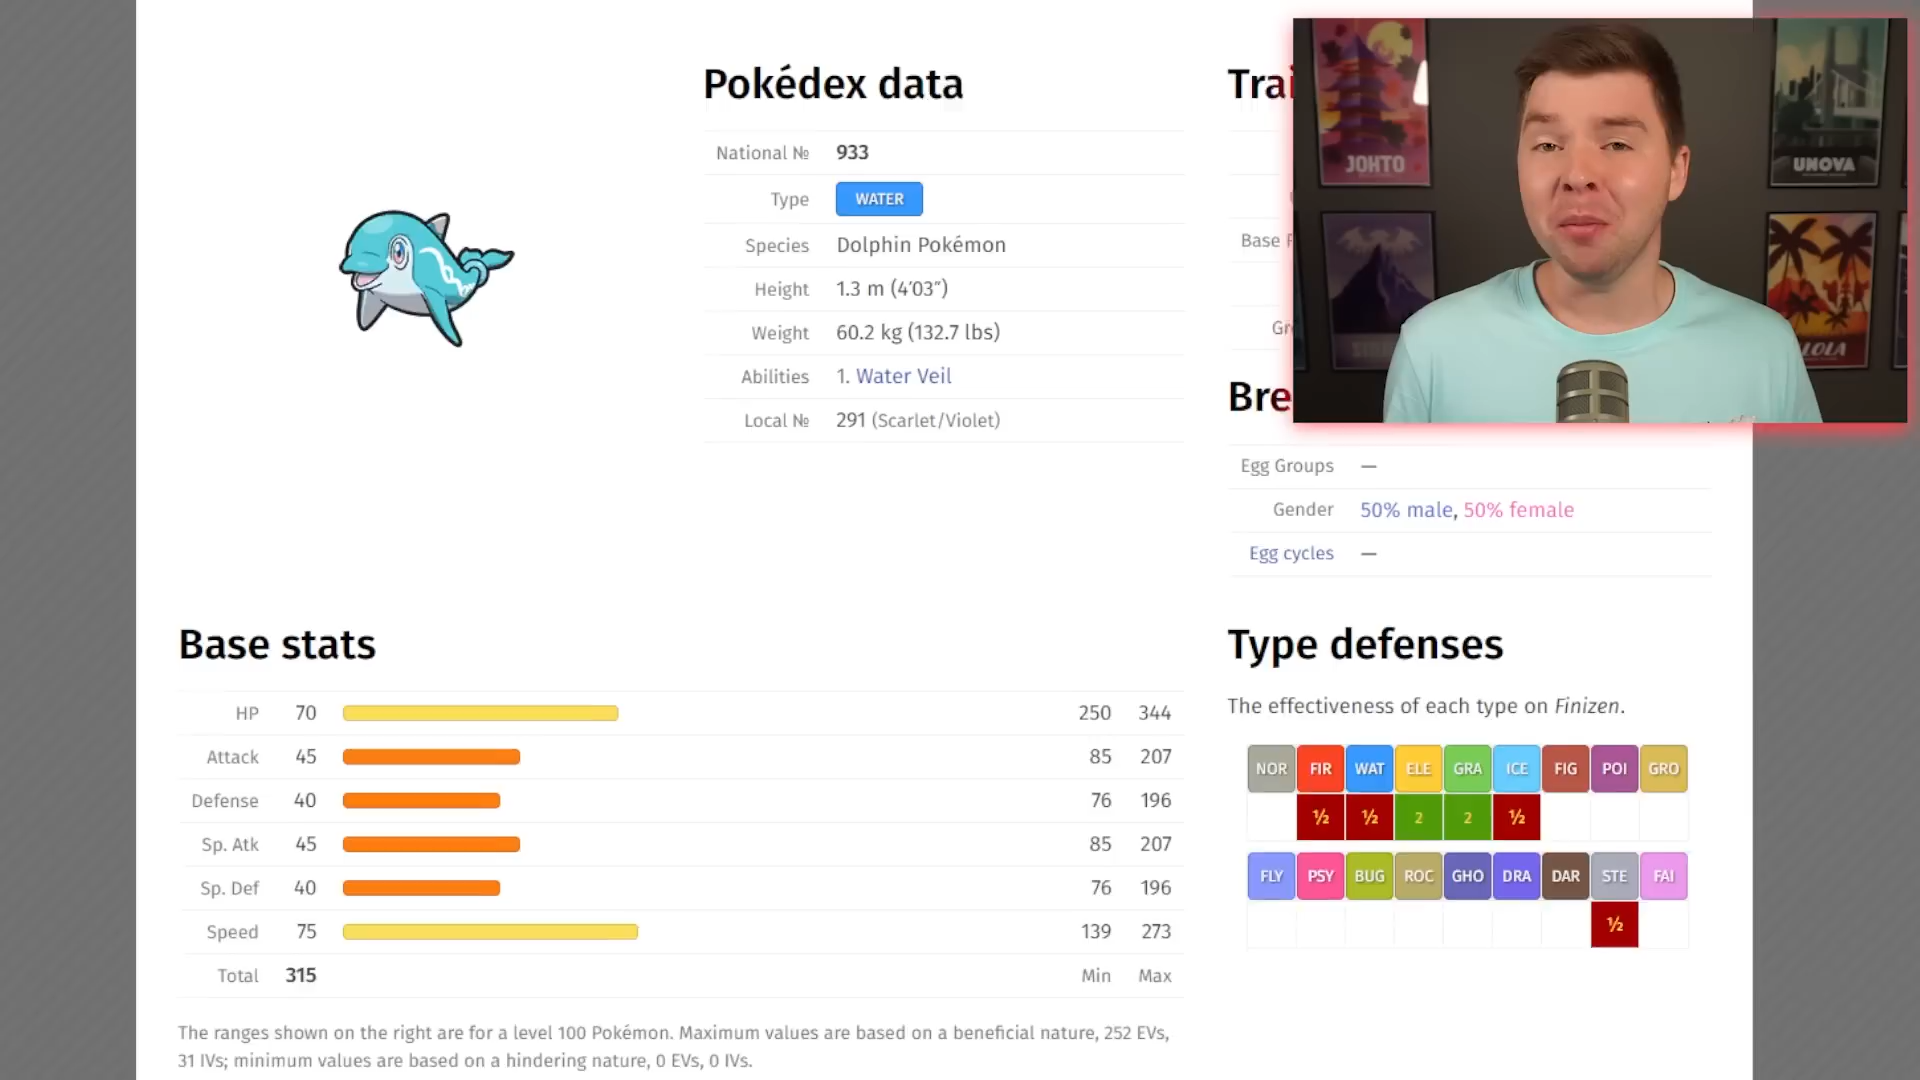 Pokédex data
National № 933
Type WATER
Species Dolphin Pokémon
Height 1.3 m (4′03″)
Weight 60.2 kg (132.7 lbs)
Abilities 1. Water Veil
Local № 291 (Scarlet/Violet)
Trai
Base
Gr
Bre
Egg Groups —
Gender 50% male, 50% female
Egg cycles —
JOHTO
UNOVA
LOLA
Base stats
HP 70 250 344
Attack 45 85 207
Defense 40 76 196
Sp. Atk 45 85 207
Sp. Def 40 76 196
Speed 75 139 273
Total 315 Min Max
The ranges shown on the right are for a level 100 Pokémon. Maximum values are based on a beneficial nature, 252 EVs,
31 IVs; minimum values are based on a hindering nature, 0 EVs, 0 IVs.
Type defenses
The effectiveness of each type on Finizen.
NOR FIR WAT ELE GRA ICE FIG POI GRO
½ ½ 2 2 ½
FLY PSY BUG ROC GHO DRA DAR STE FAI
½